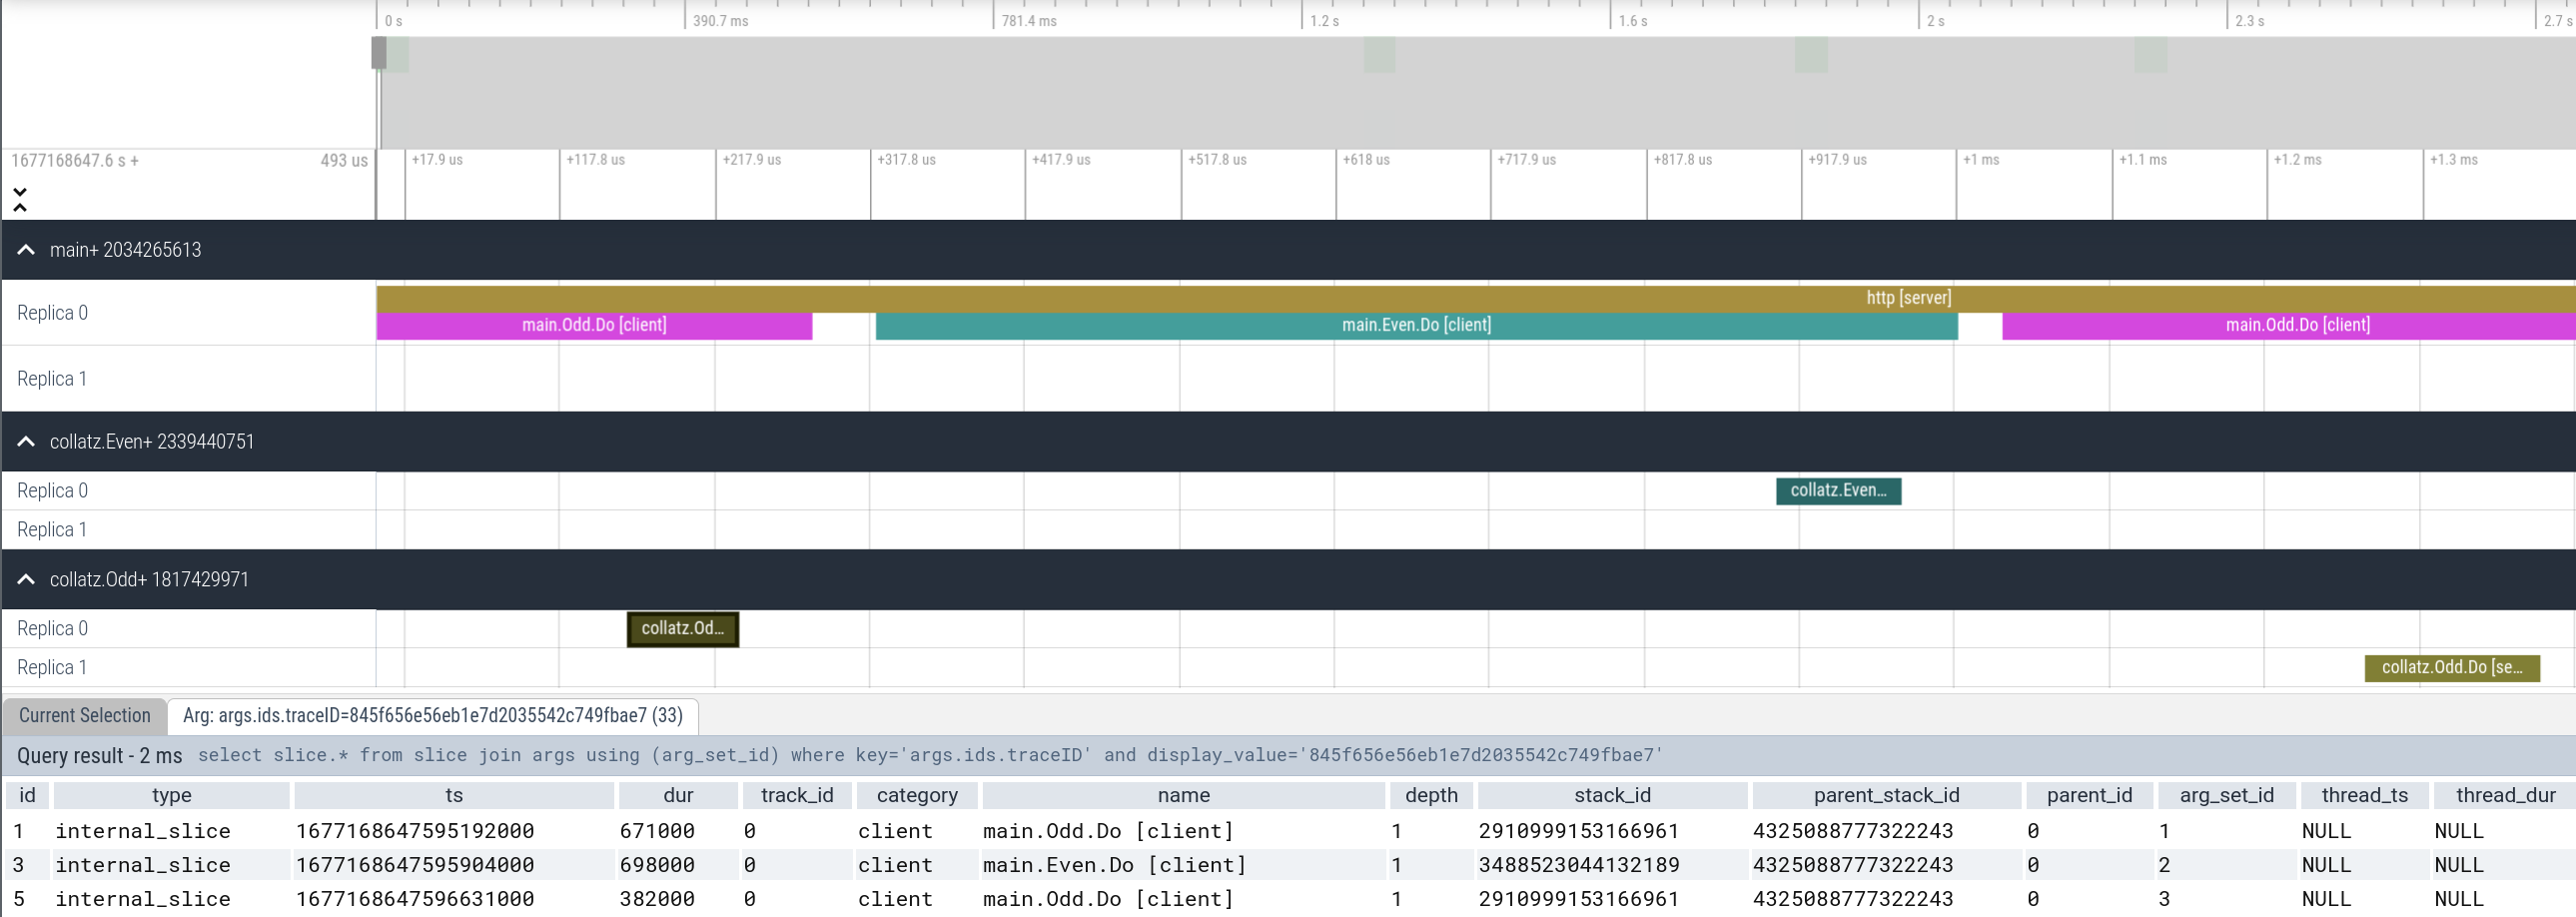 0 s 390.7 ms 781.4 ms 1.2 s 1.6 s 2 s 2.3 s 2.7 s
1677168647.6 s + 493 us +17.9 us +117.8 us +217.9 us +317.8 us +417.9 us +517.8 us +618 us +717.9 us +817.8 us +917.9 us +1 ms +1.1 ms +1.2 ms +1.3 ms
main+ 2034265613
http [server]
Replica 0
main.Odd.Do [client] main.Even.Do [client] main.Odd.Do [client]
Replica 1
collatz.Even+ 2339440751
Replica 0 collatz.Even...
Replica 1
collatz.Odd+ 1817429971
Replica 0 collatz.Od...
Replica 1 collatz.Odd.Do [se...
Current Selection Arg: args.ids.traceID=845f656e56eb1e7d2035542c749fbae7 (33)
Query result - 2 ms select slice.* from slice join args using (arg_set_id) where key='args.ids.traceID' and display_value='845f656e56eb1e7d2035542c749fbae7'
id type ts dur track_id category name depth stack_id parent_stack_id parent_id arg_set_id thread_ts thread_dur
1 internal_slice 1677168647595192000 671000 0 client main.Odd.Do [client] 1 2910999153166961 4325088777322243 0 1 NULL NULL
3 internal_slice 1677168647595904000 698000 0 client main.Even.Do [client] 1 3488523044132189 4325088777322243 0 2 NULL NULL
5 internal_slice 1677168647596631000 382000 0 client main.Odd.Do [client] 1 2910999153166961 4325088777322243 0 3 NULL NULL